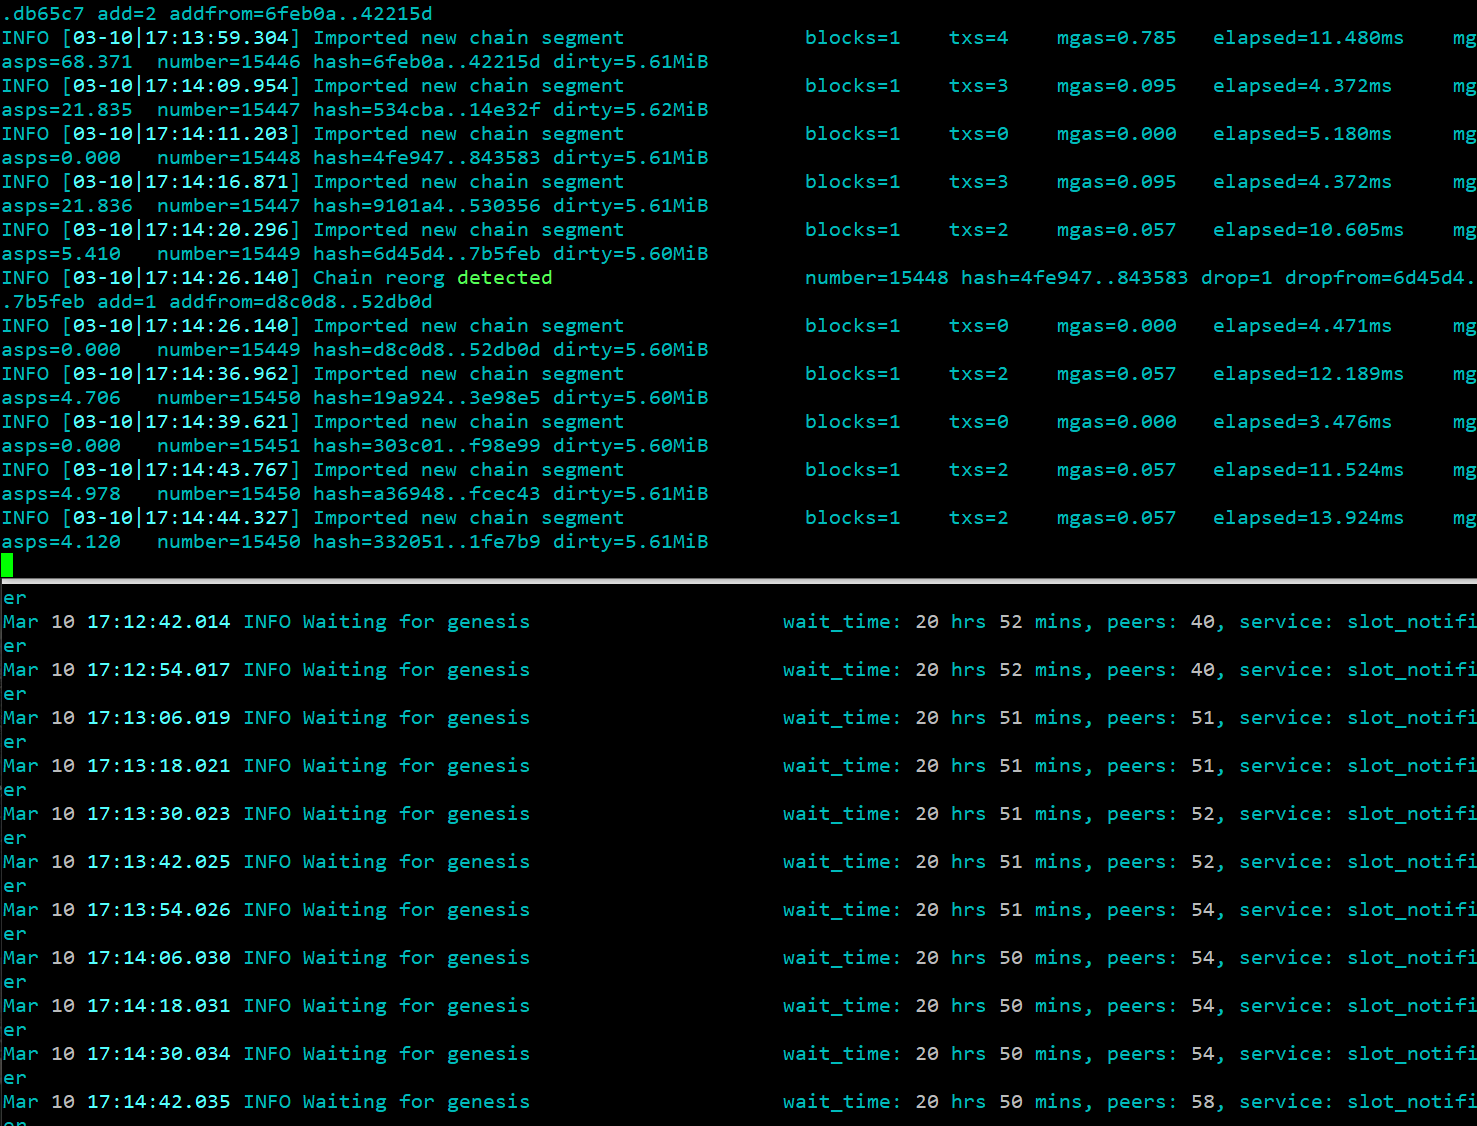 .db65c7 add=2 addfrom=6feb0a..42215d
INFO [03-10|17:13:59.304] Imported new chain segment blocks=1 txs=4 mgas=0.785 elapsed=11.480ms mg
asps=68.371 number=15446 hash=6feb0a..42215d dirty=5.61MiB
INFO [03-10|17:14:09.954] Imported new chain segment blocks=1 txs=3 mgas=0.095 elapsed=4.372ms mg
asps=21.835 number=15447 hash=534cba..14e32f dirty=5.62MiB
INFO [03-10|17:14:11.203] Imported new chain segment blocks=1 txs=0 mgas=0.000 elapsed=5.180ms mg
asps=0.000 number=15448 hash=4fe947..843583 dirty=5.61MiB
INFO [03-10|17:14:16.871] Imported new chain segment blocks=1 txs=3 mgas=0.095 elapsed=4.372ms mg
asps=21.836 number=15447 hash=9101a4..530356 dirty=5.61MiB
INFO [03-10|17:14:20.296] Imported new chain segment blocks=1 txs=2 mgas=0.057 elapsed=10.605ms mg
asps=5.410 number=15449 hash=6d45d4..7b5feb dirty=5.60MiB
INFO [03-10|17:14:26.140] Chain reorg detected number=15448 hash=4fe947..843583 drop=1 dropfrom=6d45d4.
.7b5feb add=1 addfrom=d8c0d8..52db0d
INFO [03-10|17:14:26.140] Imported new chain segment blocks=1 txs=0 mgas=0.000 elapsed=4.471ms mg
asps=0.000 number=15449 hash=d8c0d8..52db0d dirty=5.60MiB
INFO [03-10|17:14:36.962] Imported new chain segment blocks=1 txs=2 mgas=0.057 elapsed=12.189ms mg
asps=4.706 number=15450 hash=19a924..3e98e5 dirty=5.60MiB
INFO [03-10|17:14:39.621] Imported new chain segment blocks=1 txs=0 mgas=0.000 elapsed=3.476ms mg
asps=0.000 number=15451 hash=303c01..f98e99 dirty=5.60MiB
INFO [03-10|17:14:43.767] Imported new chain segment blocks=1 txs=2 mgas=0.057 elapsed=11.524ms mg
asps=4.978 number=15450 hash=a36948..fcec43 dirty=5.61MiB
INFO [03-10|17:14:44.327] Imported new chain segment blocks=1 txs=2 mgas=0.057 elapsed=13.924ms mg
asps=4.120 number=15450 hash=332051..1fe7b9 dirty=5.61MiB
er
Mar 10 17:12:42.014 INFO Waiting for genesis wait_time: 20 hrs 52 mins, peers: 40, service: slot_notifi
er
Mar 10 17:12:54.017 INFO Waiting for genesis wait_time: 20 hrs 52 mins, peers: 40, service: slot_notifi
er
Mar 10 17:13:06.019 INFO Waiting for genesis wait_time: 20 hrs 51 mins, peers: 51, service: slot_notifi
er
Mar 10 17:13:18.021 INFO Waiting for genesis wait_time: 20 hrs 51 mins, peers: 51, service: slot_notifi
er
Mar 10 17:13:30.023 INFO Waiting for genesis wait_time: 20 hrs 51 mins, peers: 52, service: slot_notifi
er
Mar 10 17:13:42.025 INFO Waiting for genesis wait_time: 20 hrs 51 mins, peers: 52, service: slot_notifi
er
Mar 10 17:13:54.026 INFO Waiting for genesis wait_time: 20 hrs 51 mins, peers: 54, service: slot_notifi
er
Mar 10 17:14:06.030 INFO Waiting for genesis wait_time: 20 hrs 50 mins, peers: 54, service: slot_notifi
er
Mar 10 17:14:18.031 INFO Waiting for genesis wait_time: 20 hrs 50 mins, peers: 54, service: slot_notifi
er
Mar 10 17:14:30.034 INFO Waiting for genesis wait_time: 20 hrs 50 mins, peers: 54, service: slot_notifi
er
Mar 10 17:14:42.035 INFO Waiting for genesis wait_time: 20 hrs 50 mins, peers: 58, service: slot_notifi
er